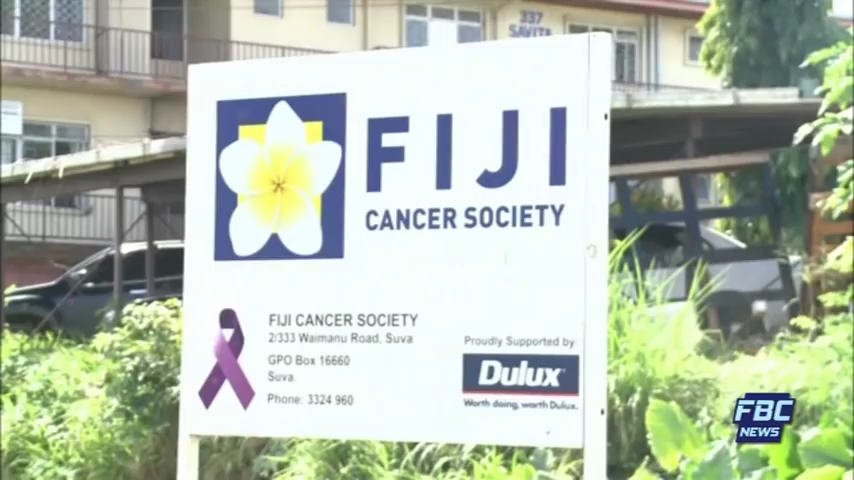 337
SAVITA
FIJI
CANCER SOCIETY
FIJI CANCER SOCIETY
2/333 Waimanu Road, Suva
GPO Box 16660
Suva.
Phone: 3324 960
Proudly Supported by
Dulux
Worth doing, worth Dulux.
FBC
NEWS